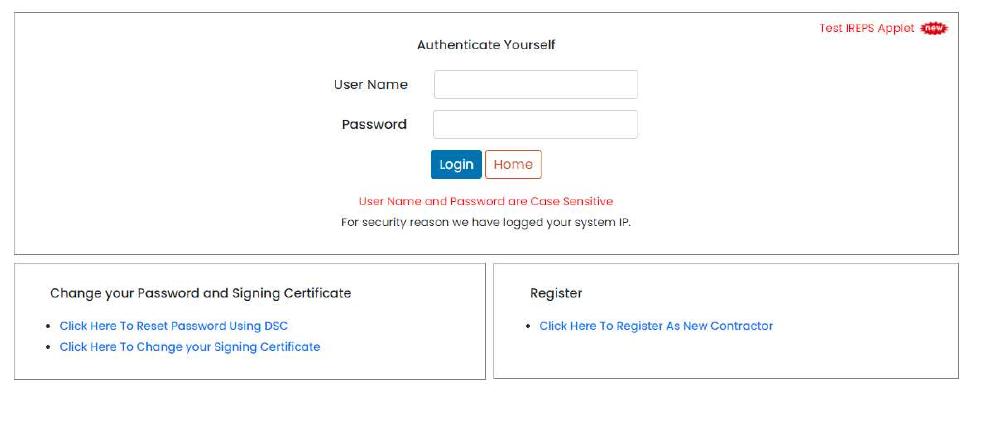 Test IREPS Applet new
Authenticate Yourself
User Name
Password
Login Home
User Name and Password are Case Sensitive
For security reason we have logged your system IP.
Change your Password and Signing Certificate
Click Here To Reset Password Using DSC
Click Here To Change your Signing Certificate
Register
Click Here To Register As New Contractor